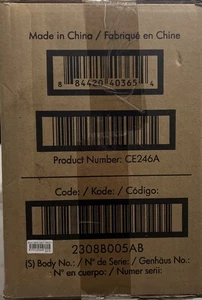 Made in China / Fabriqué en Chine
8 84420 40365 4
Product Number: CE246A
Code: / Kode: / Código:
2308B005AB
(S) Body No.: / N° de Serie: / Genhäus No.:
: N° en cuerpo: / Numer serii: